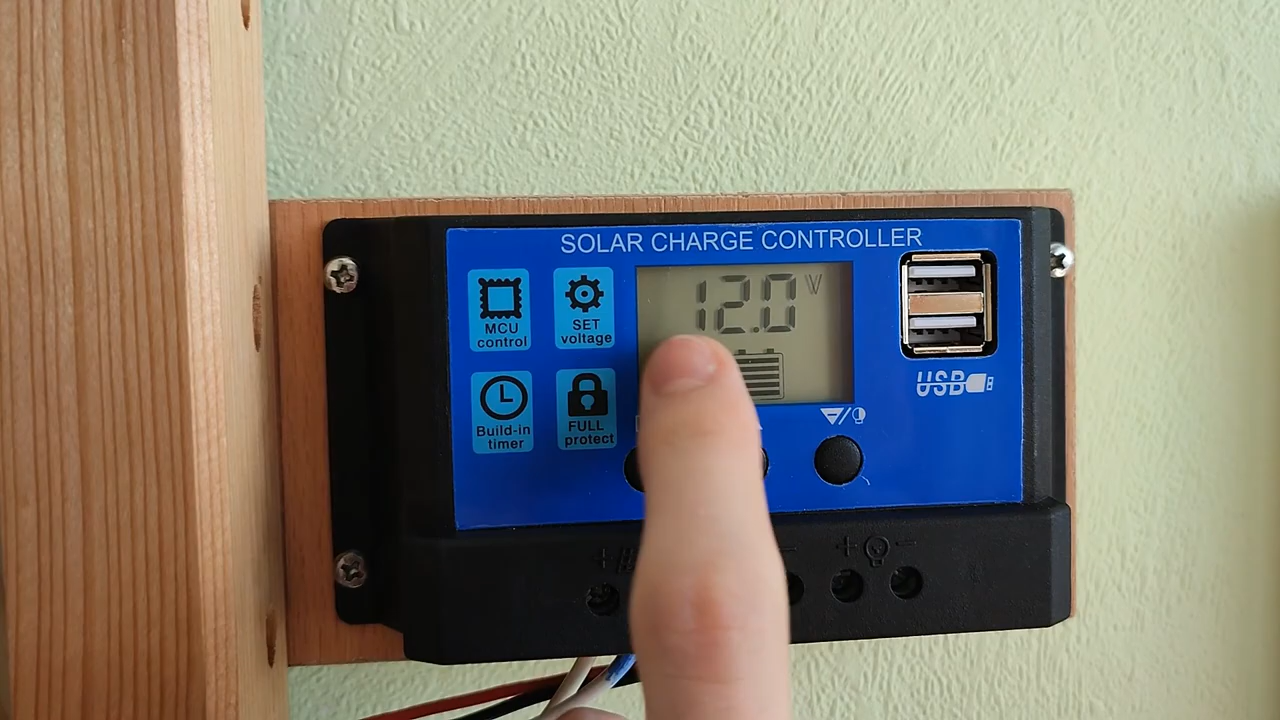 SOLAR CHARGE CONTROLLER
MCU
control
SET
voltage
12.0 V
Build-in
timer
FULL
protect
USB
+
-
+ -